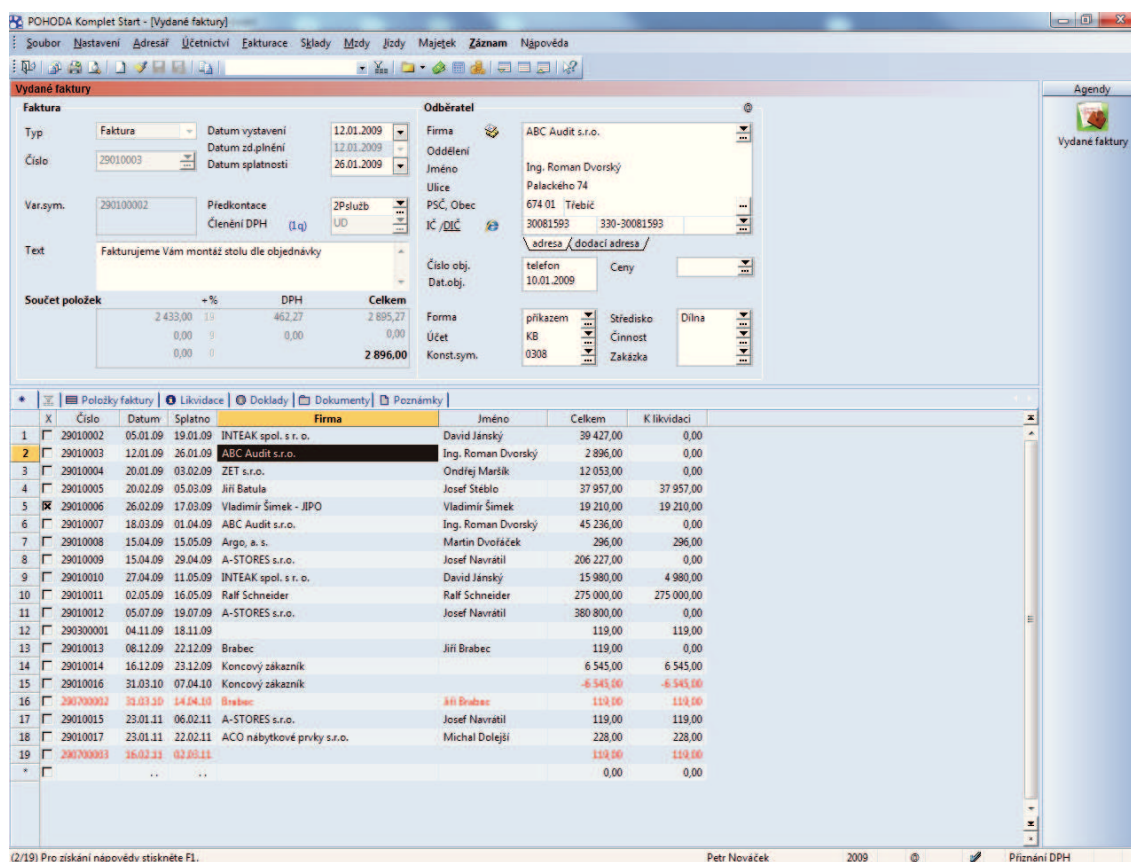 POHODA Komplet Start - [Vydané faktury]
Soubor Nastavení Adresář Účetnictví Fakturace Sklady Mzdy Jízdy Majetek Záznam Nápověda
Vydané faktury
Agendy
Vydané faktury
Faktura
Typ Faktura Datum vystavení 12.01.2009
Datum zd.plnění 12.01.2009
Číslo 29010003 Datum splatnosti 26.01.2009
Var.sym. 290100002 Předkontace 2Pslužb
Členění DPH (1q) UD
Text Fakturujeme Vám montáž stolu dle objednávky
Součet položek +% DPH Celkem
2 433,00 19 462,27 2 895,27
0,00 9 0,00 0,00
0,00 0 2 896,00
Odběratel @
Firma ABC Audit s.r.o.
Oddělení
Jméno Ing. Roman Dvorský
Ulice Palackého 74
PSČ, Obec 674 01 Třebíč
IČ /DIČ 30081593 330-30081593
adresa dodací adresa
Číslo obj. telefon Ceny
Dat.obj. 10.01.2009
Forma příkazem Středisko Dílna
Účet KB Činnost
Konst.sym. 0308 Zakázka
* Položky faktury Likvidace Doklady Dokumenty Poznámky
X Číslo Datum Splatno Firma Jméno Celkem K likvidaci
1 29010002 05.01.09 19.01.09 INTEAK spol. s r. o. David Jánský 39 427,00 0,00
2 29010003 12.01.09 26.01.09 ABC Audit s.r.o. Ing. Roman Dvorský 2 896,00 0,00
3 29010004 20.01.09 03.02.09 ZET s.r.o. Ondřej Maršík 12 053,00 0,00
4 29010005 20.02.09 05.03.09 Jiří Batula Josef Stéblo 37 957,00 37 957,00
5 29010006 26.02.09 17.03.09 Vladimír Šimek - JIPO Vladimír Šimek 19 210,00 19 210,00
6 29010007 18.03.09 01.04.09 ABC Audit s.r.o. Ing. Roman Dvorský 45 236,00 0,00
7 29010008 15.04.09 15.05.09 Argo, a. s. Martin Dvořáček 296,00 296,00
8 29010009 15.04.09 29.04.09 A-STORES s.r.o. Josef Navrátil 206 227,00 0,00
9 29010010 27.04.09 11.05.09 INTEAK spol. s r. o. David Jánský 15 980,00 4 980,00
10 29010011 02.05.09 16.05.09 Ralf Schneider Ralf Schneider 275 000,00 275 000,00
11 29010012 05.07.09 19.07.09 A-STORES s.r.o. Josef Navrátil 380 800,00 0,00
12 290300001 04.11.09 18.11.09 119,00 119,00
13 29010013 08.12.09 22.12.09 Brabec Jiří Brabec 119,00 0,00
14 29010014 16.12.09 23.12.09 Koncový zákazník 6 545,00 6 545,00
15 29010016 31.03.10 07.04.10 Koncový zákazník -6 545,00 -6 545,00
16 290700002 31.03.10 14.04.10 Brabec Jiří Brabec 119,00 119,00
17 29010015 23.01.11 06.02.11 A-STORES s.r.o. Josef Navrátil 119,00 119,00
18 29010017 23.01.11 22.02.11 ACO nábytkové prvky s.r.o. Michal Dolejší 228,00 228,00
19 290700003 16.02.11 02.03.11 119,00 119,00
* . . . . 0,00 0,00
(2/19) Pro získání nápovědy stiskněte F1. Petr Nováček 2009 @ Přiznání DPH